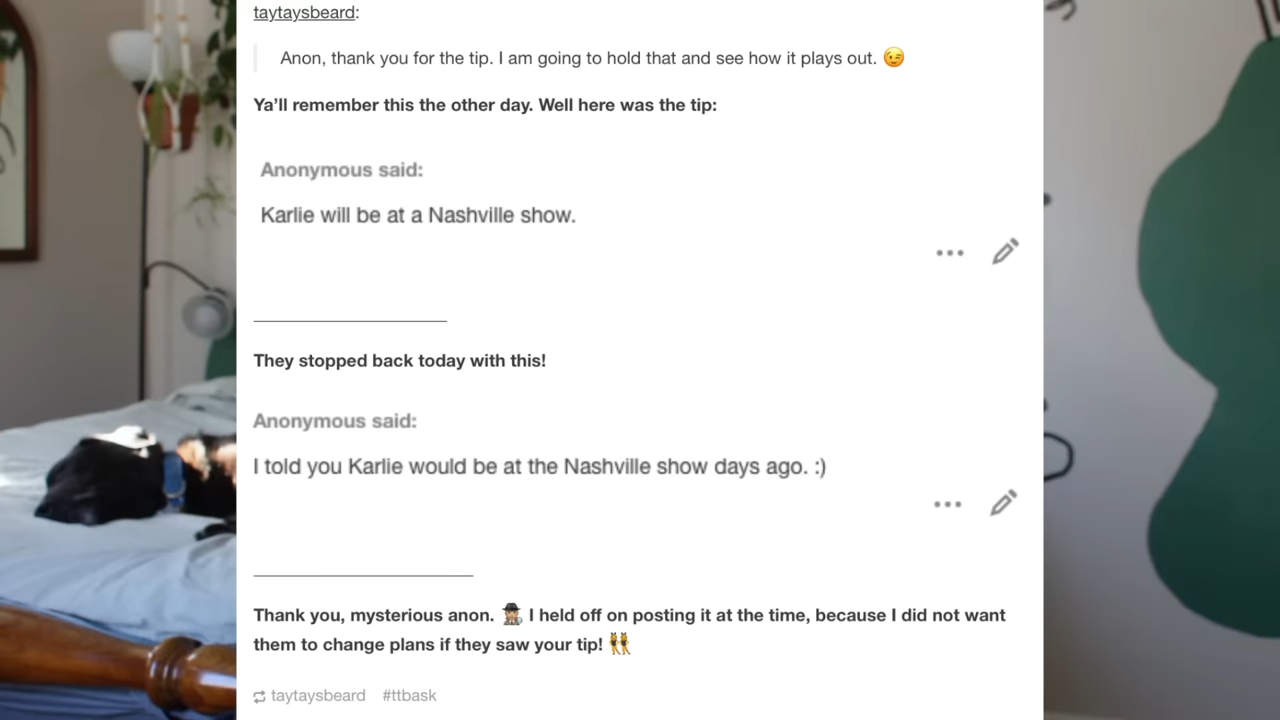 taytaysbeard:
Anon, thank you for the tip. I am going to hold that and see how it plays out. 😉
Ya’ll remember this the other day. Well here was the tip:
Anonymous said:
Karlie will be at a Nashville show.
They stopped back today with this!
Anonymous said:
I told you Karlie would be at the Nashville show days ago. :)
Thank you, mysterious anon. 🕵🏼 I held off on posting it at the time, because I did not want
them to change plans if they saw your tip! 👯
taytaysbeard #ttbask